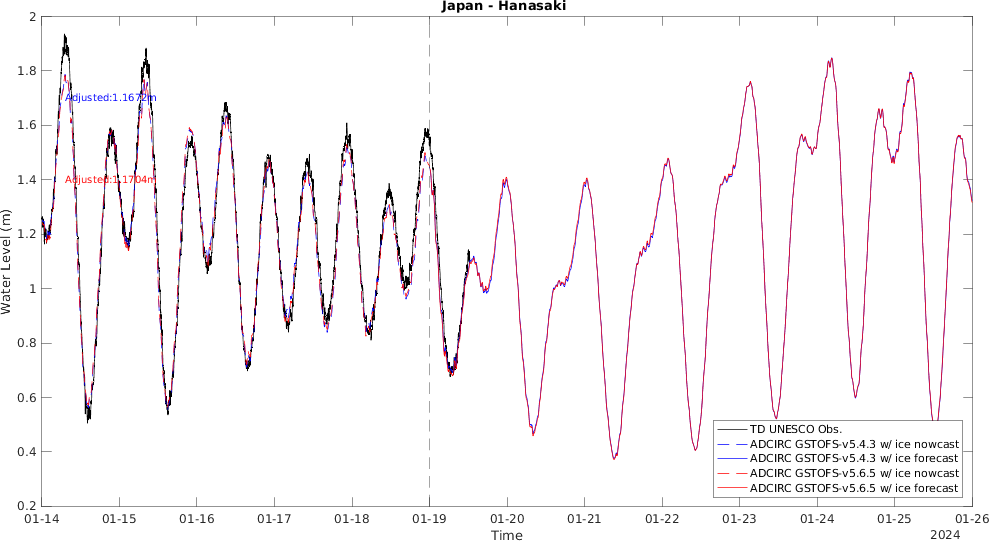 Japan - Hanasaki
2
1.8
1.6
1.4
1.2
1
0.8
0.6
0.4
0.2
Water Level (m)
Adjusted:1.1672m
Adjusted:1.1704m
TD UNESCO Obs.
ADCIRC GSTOFS-v5.4.3 w/ ice nowcast
ADCIRC GSTOFS-v5.4.3 w/ ice forecast
ADCIRC GSTOFS-v5.6.5 w/ ice nowcast
ADCIRC GSTOFS-v5.6.5 w/ ice forecast
01-14 01-15 01-16 01-17 01-18 01-19 01-20 01-21 01-22 01-23 01-24 01-25 01-26
Time
2024